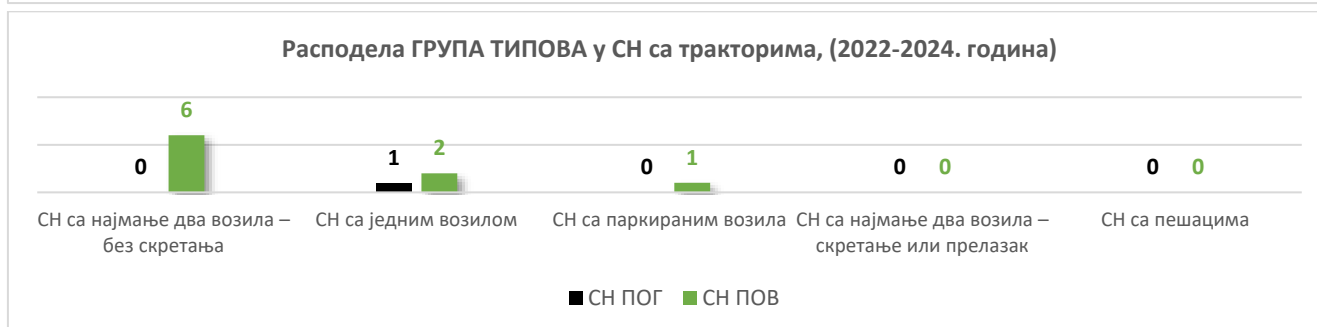 Расподела ГРУПА ТИПОВА у СН са тракторима, (2022-2024. година)
6
0
1
2
0
1
0
0
0
0
СН са најмање два возила –
без скретања
СН са једним возилом
СН са паркираним возила
СН са најмање два возила –
скретање или прелазак
СН са пешацима
СН ПОГ
СН ПОВ